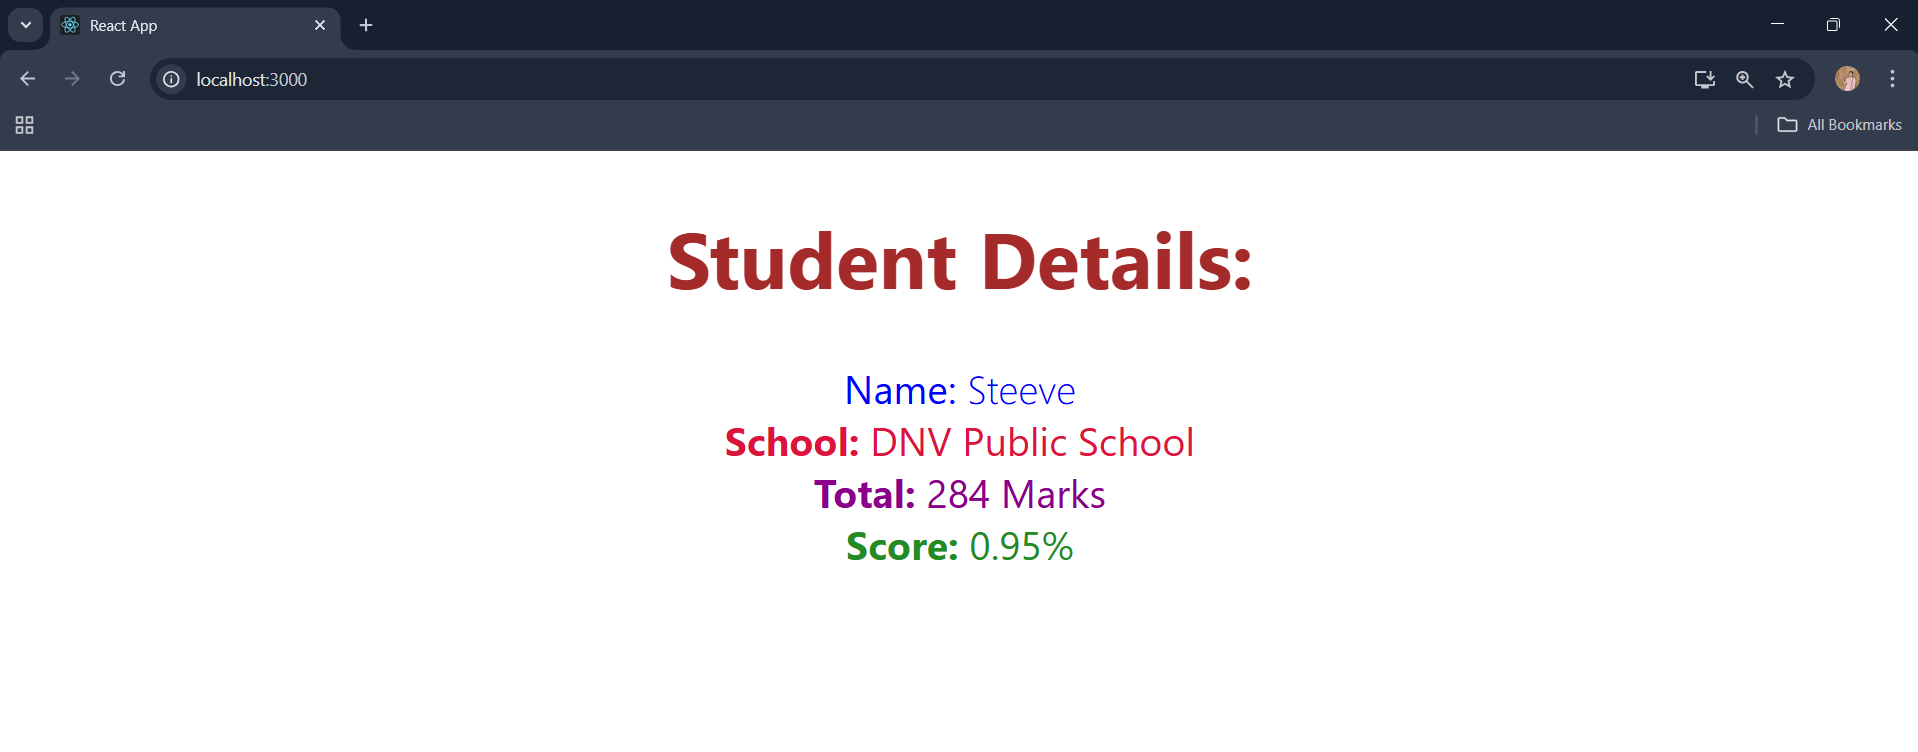 React App
localhost:3000
All Bookmarks
Student Details:
Name: Steeve
School: DNV Public School
Total: 284 Marks
Score: 0.95%